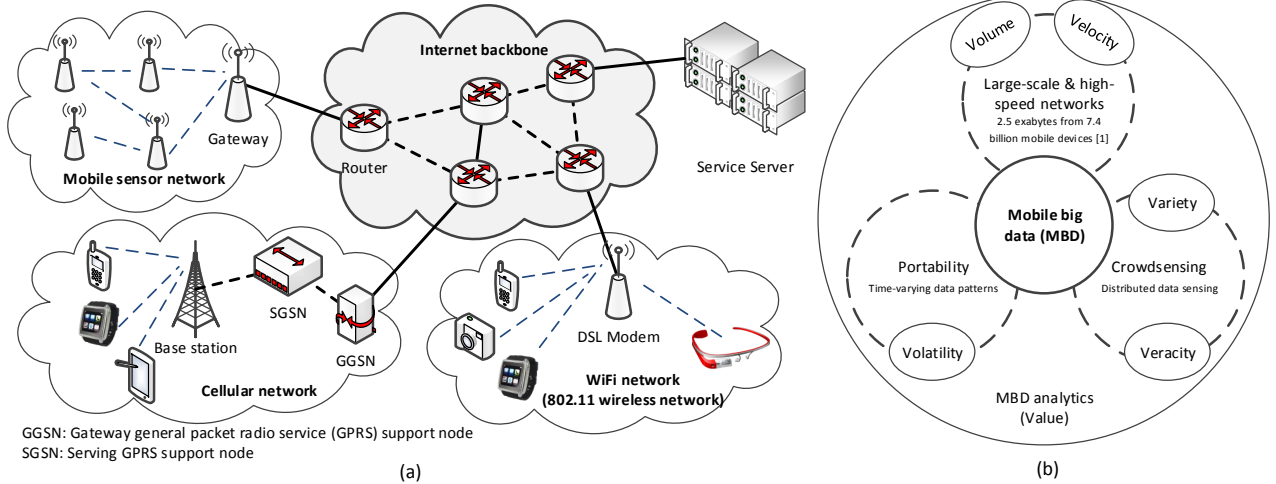 Internet backbone
Gateway
Router
Mobile sensor network
Service Server
SGSN
Base station
GGSN
Cellular network
DSL Modem
WiFi network
(802.11 wireless network)
GGSN: Gateway general packet radio service (GPRS) support node
SGSN: Serving GPRS support node
(a)
Volume
Velocity
Large-scale & high-
speed networks
2.5 exabytes from 7.4
billion mobile devices [1]
Mobile big
data (MBD)
Variety
Portability
Time-varying data patterns
Crowdsensing
Distributed data sensing
Volatility
Veracity
MBD analytics
(Value)
(b)